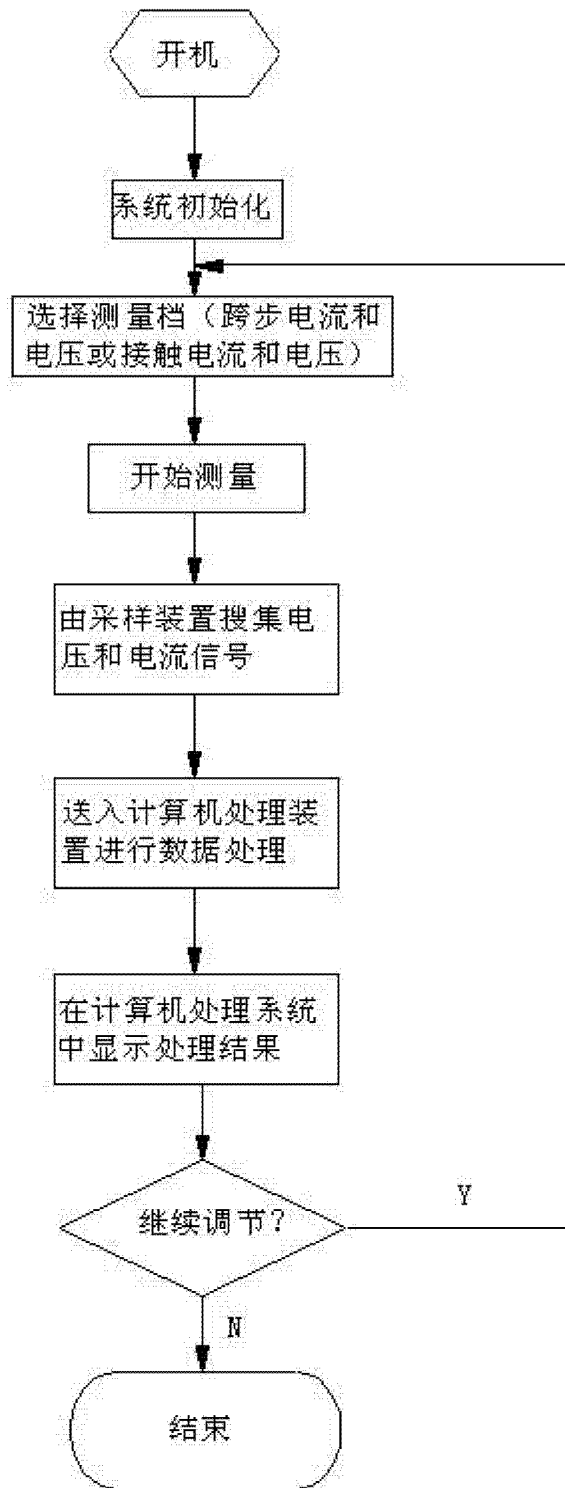 开机
系统初始化
选择测量档（跨步电流和
电压或接触电流和电压）
开始测量
由采样装置搜集电
压和电流信号
送入计算机处理装
置进行数据处理
在计算机处理系统
中显示处理结果
继续调节？
Y
N
结束